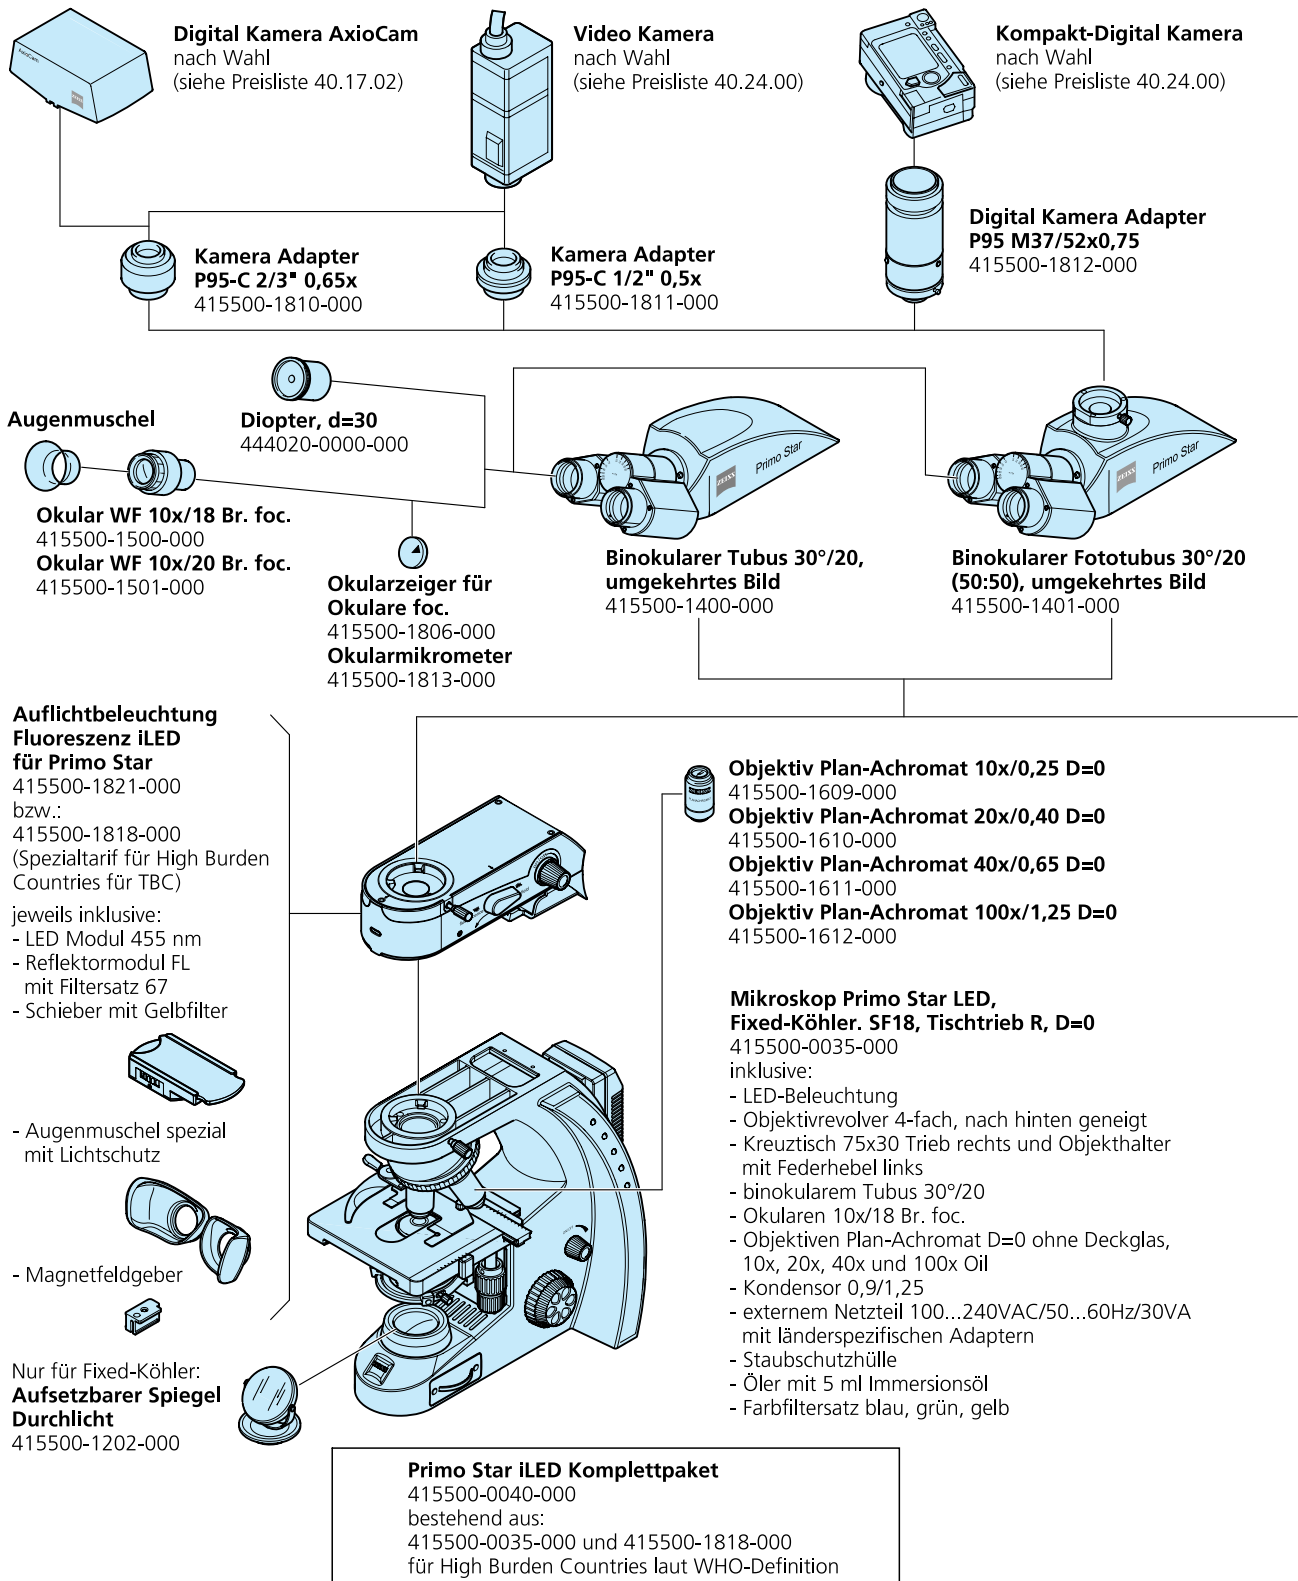 Digital Kamera AxioCam
nach Wahl
(siehe Preisliste 40.17.02)
Video Kamera
nach Wahl
(siehe Preisliste 40.24.00)
Kompakt-Digital Kamera
nach Wahl
(siehe Preisliste 40.24.00)
AxioCam
ZEISS
Digital Kamera Adapter
P95 M37/52x0,75
415500-1812-000
Kamera Adapter
P95-C 2/3" 0,65x
415500-1810-000
Kamera Adapter
P95-C 1/2" 0,5x
415500-1811-000
Augenmuschel
Diopter, d=30
444020-0000-000
Primo Star
ZEISS
Primo Star
ZEISS
Okular WF 10x/18 Br. foc.
415500-1500-000
Okular WF 10x/20 Br. foc.
415500-1501-000
Okularzeiger für
Okulare foc.
415500-1806-000
Okularmikrometer
415500-1813-000
Binokularer Tubus 30°/20,
umgekehrtes Bild
415500-1400-000
Binokularer Fototubus 30°/20
(50:50), umgekehrtes Bild
415500-1401-000
Auflichtbeleuchtung
Fluoreszenz iLED
für Primo Star
415500-1821-000
bzw.:
415500-1818-000
(Spezialtarif für High Burden
Countries für TBC)
jeweils inklusive:
- LED Modul 455 nm
- Reflektormodul FL
mit Filtersatz 67
- Schieber mit Gelbfilter
- Augenmuschel spezial
mit Lichtschutz
- Magnetfeldgeber
Nur für Fixed-Köhler:
Aufsetzbarer Spiegel
Durchlicht
415500-1202-000
Objektiv Plan-Achromat 10x/0,25 D=0
415500-1609-000
Objektiv Plan-Achromat 20x/0,40 D=0
415500-1610-000
Objektiv Plan-Achromat 40x/0,65 D=0
415500-1611-000
Objektiv Plan-Achromat 100x/1,25 D=0
415500-1612-000
Mikroskop Primo Star LED,
Fixed-Köhler. SF18, Tischtrieb R, D=0
415500-0035-000
inklusive:
- LED-Beleuchtung
- Objektivrevolver 4-fach, nach hinten geneigt
- Kreuztisch 75x30 Trieb rechts und Objekthalter
mit Federhebel links
- binokularem Tubus 30°/20
- Okularen 10x/18 Br. foc.
- Objektiven Plan-Achromat D=0 ohne Deckglas,
10x, 20x, 40x und 100x Oil
- Kondensor 0,9/1,25
- externem Netzteil 100...240VAC/50...60Hz/30VA
mit länderspezifischen Adaptern
- Staubschutzhülle
- Öler mit 5 ml Immersionsöl
- Farbfiltersatz blau, grün, gelb
Primo Star iLED Komplettpaket
415500-0040-000
bestehend aus:
415500-0035-000 und 415500-1818-000
für High Burden Countries laut WHO-Definition